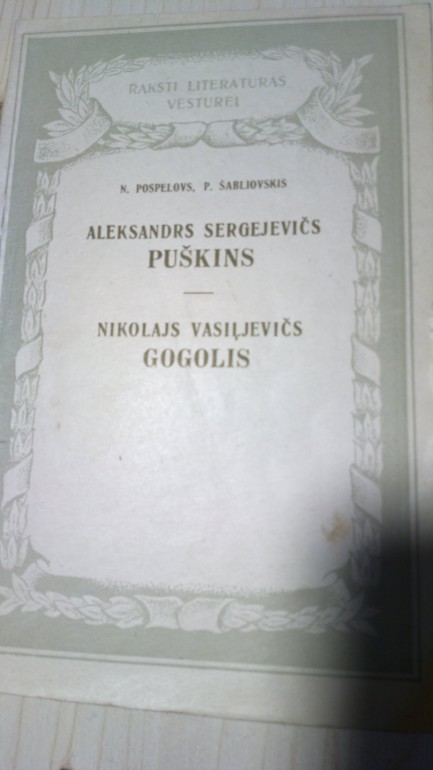 RAKSTI LITERATŪRAS
VĒSTUREI
N. POSPELOVS, P. ŠABLIOVSKIS
ALEKSANDRS SERGEJEVIČS
PUŠKINS
NIKOLAJS VASIĻJEVIČS
GOGOLIS